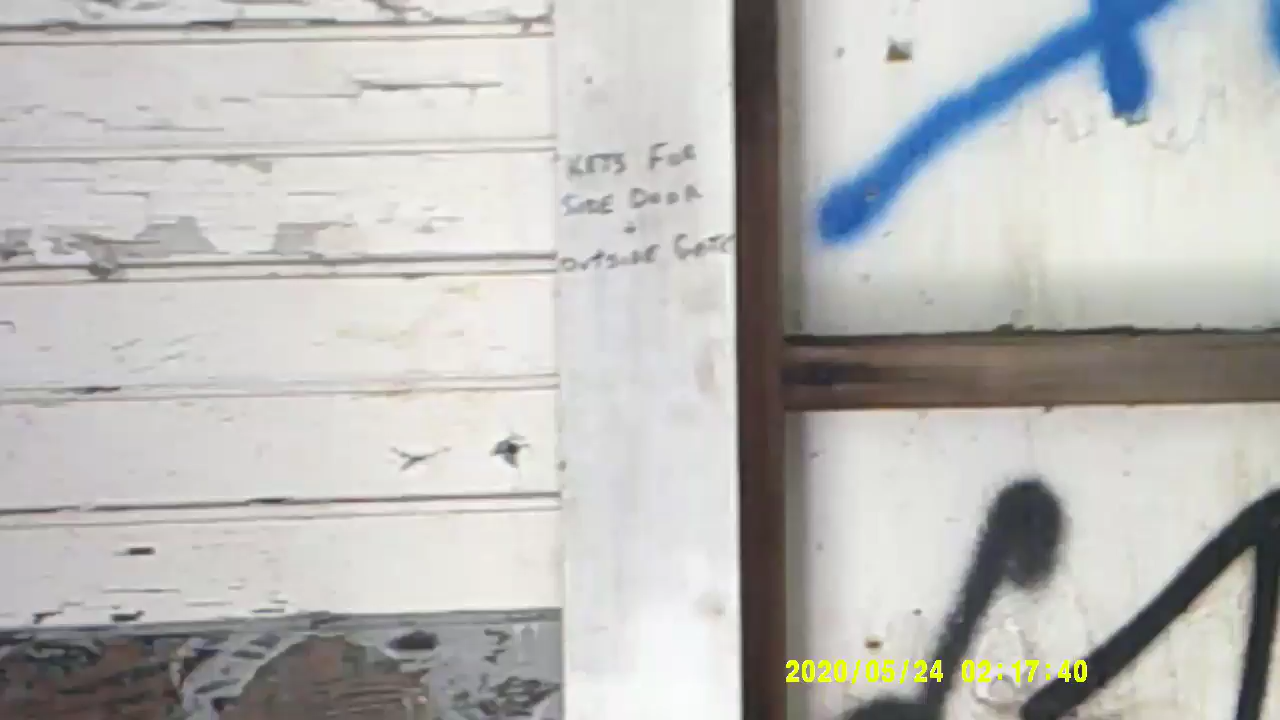 KEYS FOR
SIDE DOOR
+
OUTSIDE GATE
2020/05/24 02:17:40